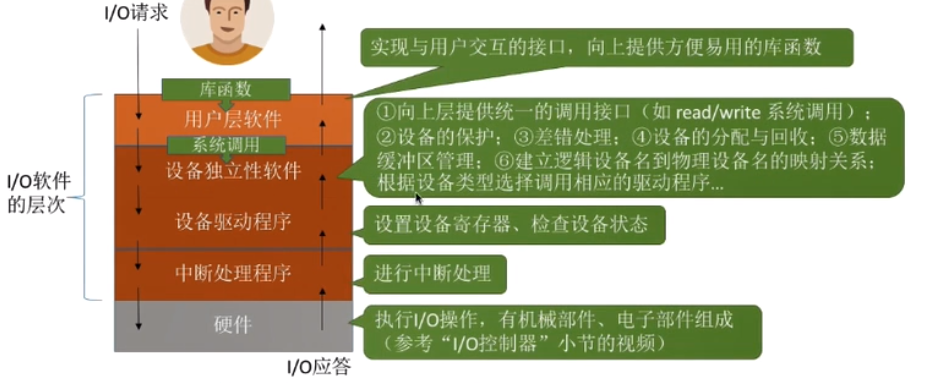 I/O请求
实现与用户交互的接口，向上提供方便易用的库函数
库函数
用户层软件
系统调用
①向上层提供统一的调用接口（如 read/write 系统调用）；
②设备的保护；③差错处理；④设备的分配与回收；⑤数据
缓冲区管理；⑥建立逻辑设备名到物理设备名的映射关系；
根据设备类型选择调用相应的驱动程序...
设备独立性软件
I/O软件
的层次
设备驱动程序
设置设备寄存器、检查设备状态
中断处理程序
进行中断处理
硬件
执行I/O操作，有机械部件、电子部件组成
（参考“I/O控制器”小节的视频）
I/O应答